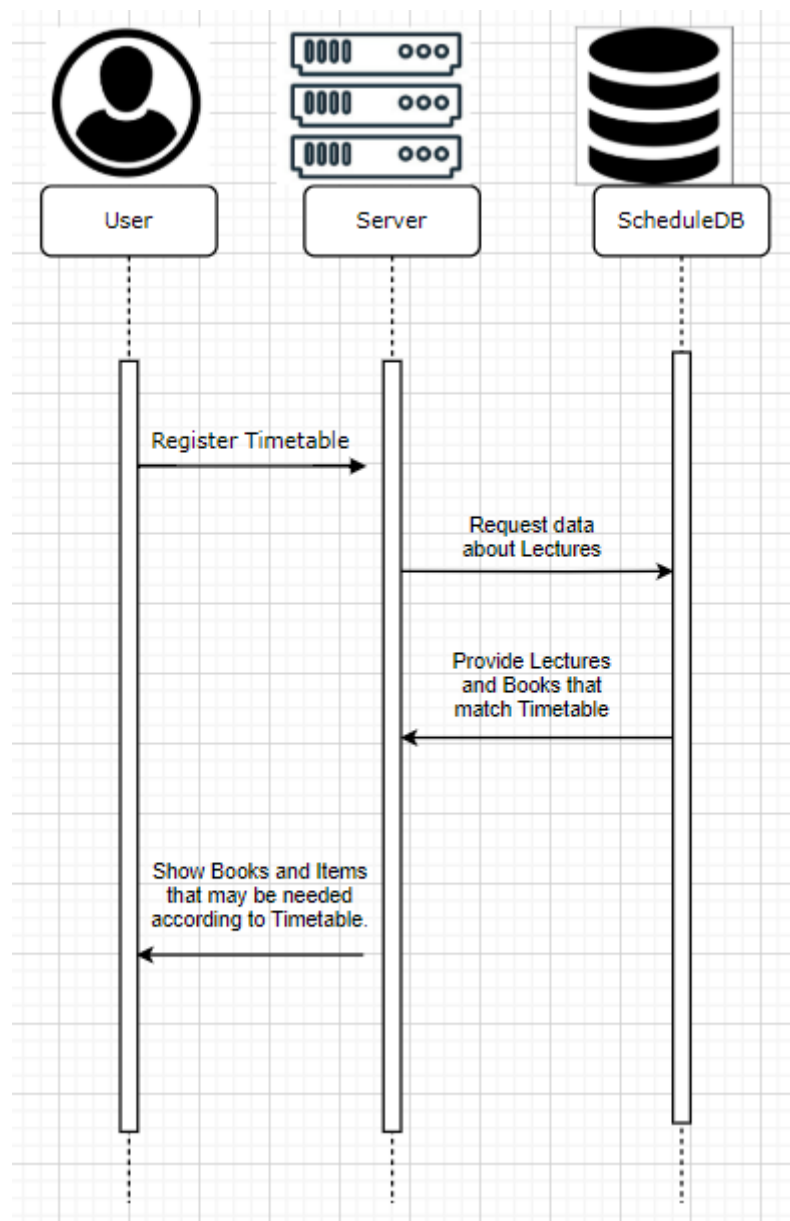 User
Server
ScheduleDB
Register Timetable
Request data
about Lectures
Provide Lectures
and Books that
match Timetable
Show Books and Items
that may be needed
according to Timetable.